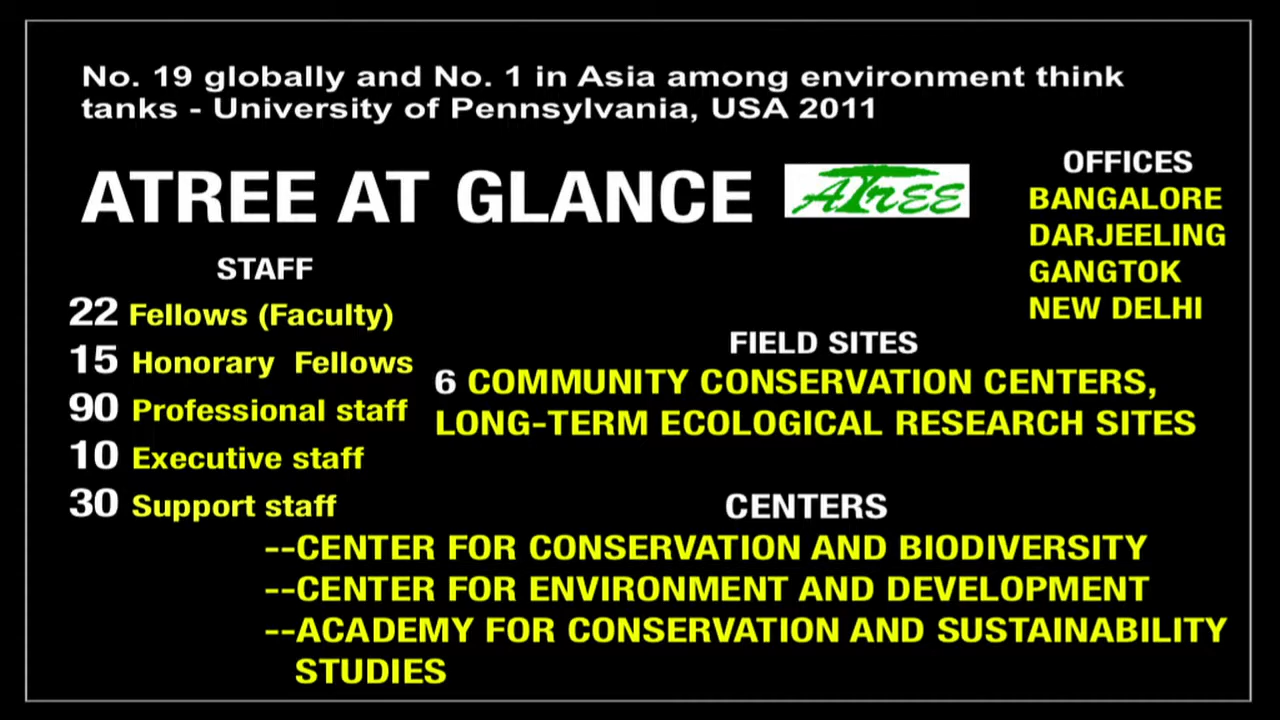 No. 19 globally and No. 1 in Asia among environment think
tanks - University of Pennsylvania, USA 2011
ATREE AT GLANCE
ATREE
OFFICES
BANGALORE
DARJEELING
GANGTOK
NEW DELHI
STAFF
22 Fellows (Faculty)
15 Honorary Fellows
90 Professional staff
10 Executive staff
30 Support staff
FIELD SITES
6 COMMUNITY CONSERVATION CENTERS,
LONG-TERM ECOLOGICAL RESEARCH SITES
CENTERS
--CENTER FOR CONSERVATION AND BIODIVERSITY
--CENTER FOR ENVIRONMENT AND DEVELOPMENT
--ACADEMY FOR CONSERVATION AND SUSTAINABILITY
STUDIES